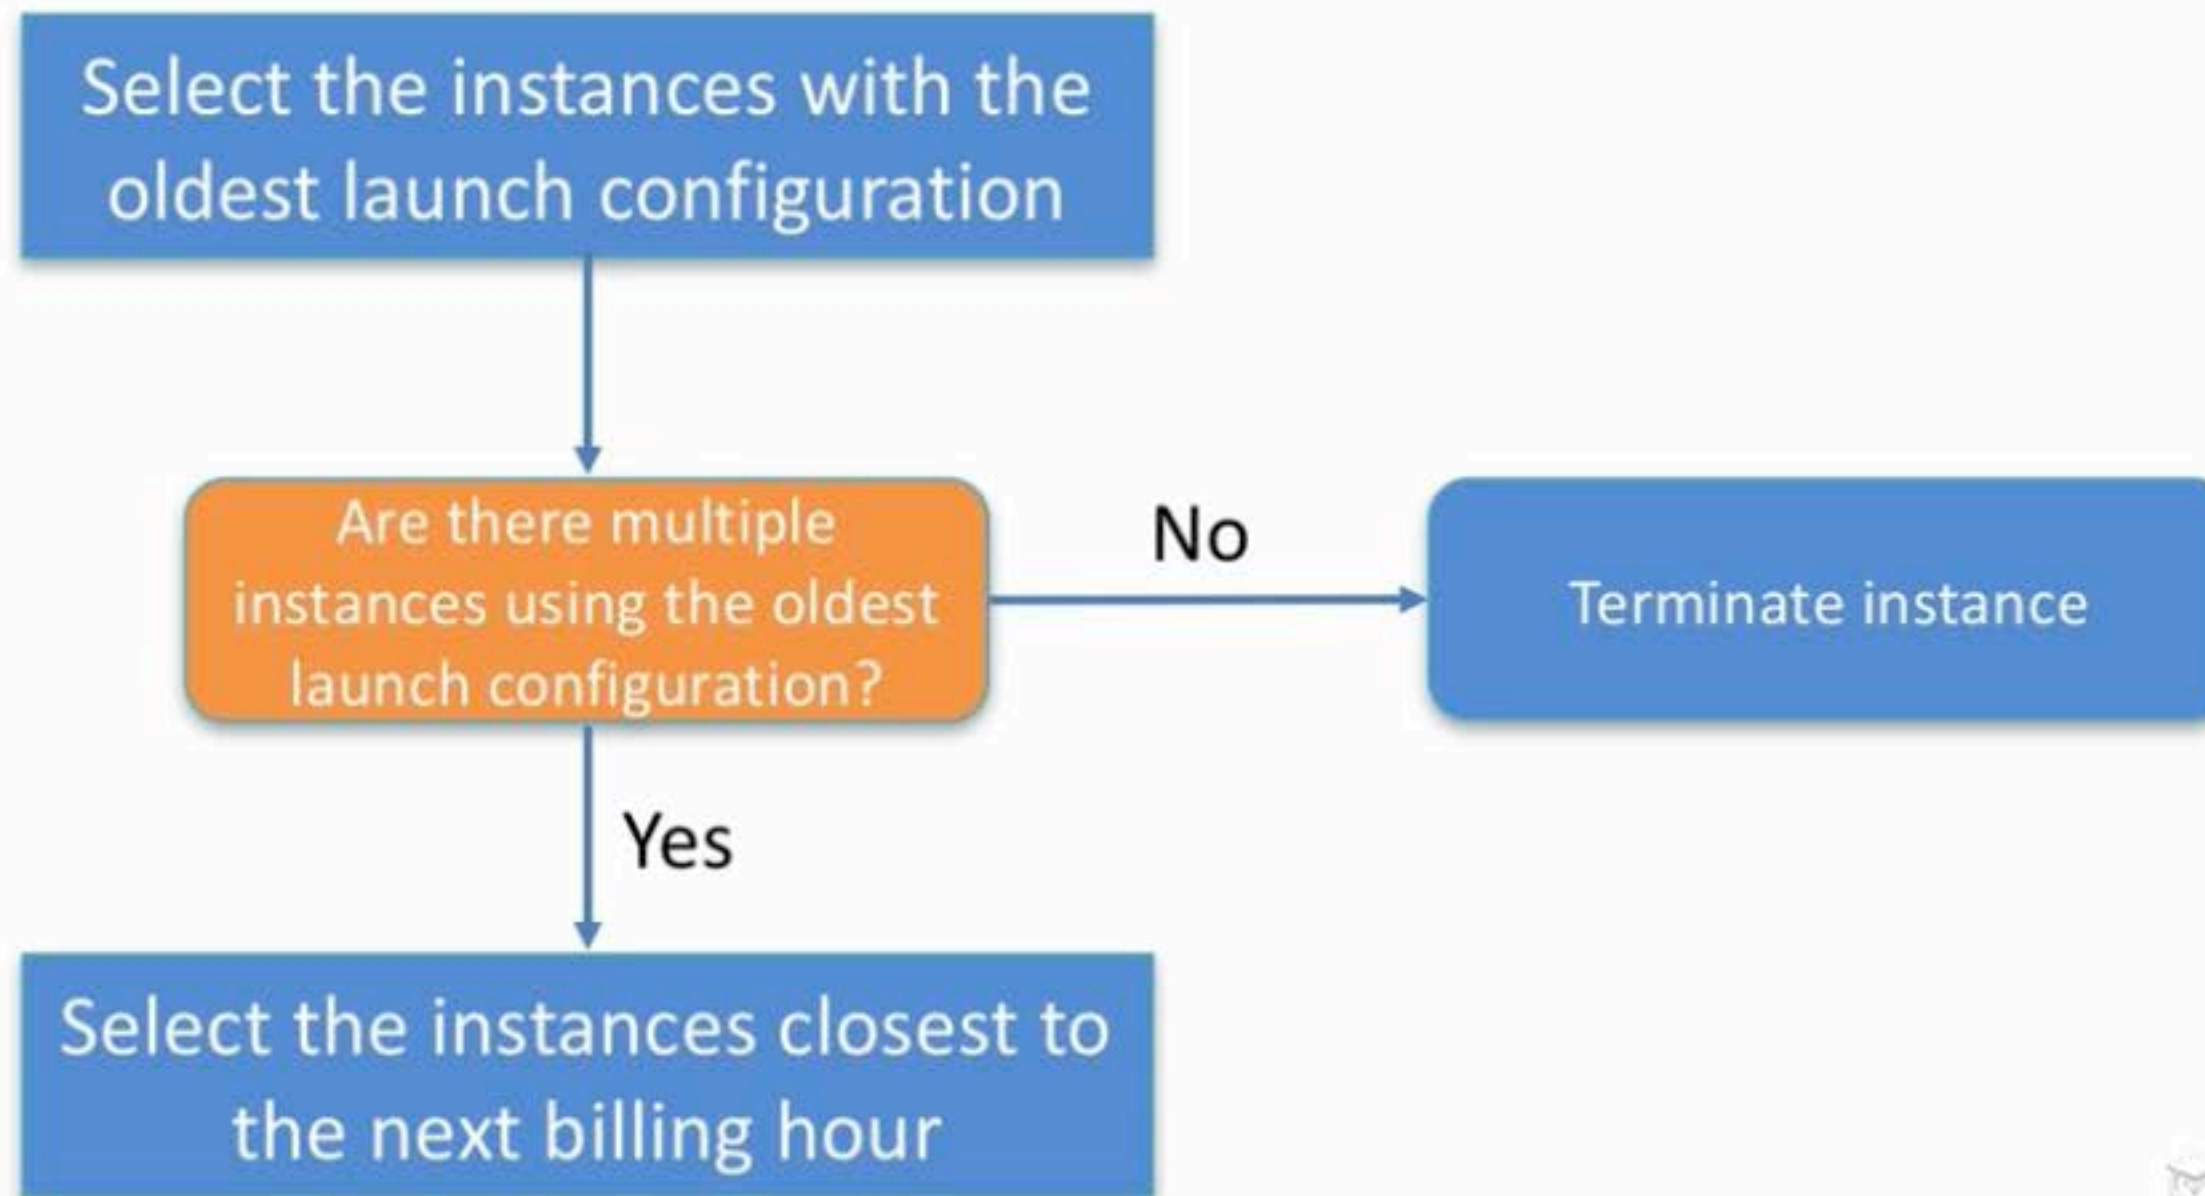 Select the instances with the
oldest launch configuration
Are there multiple
instances using the oldest
launch configuration?
No
Terminate instance
Yes
Select the instances closest to
the next billing hour